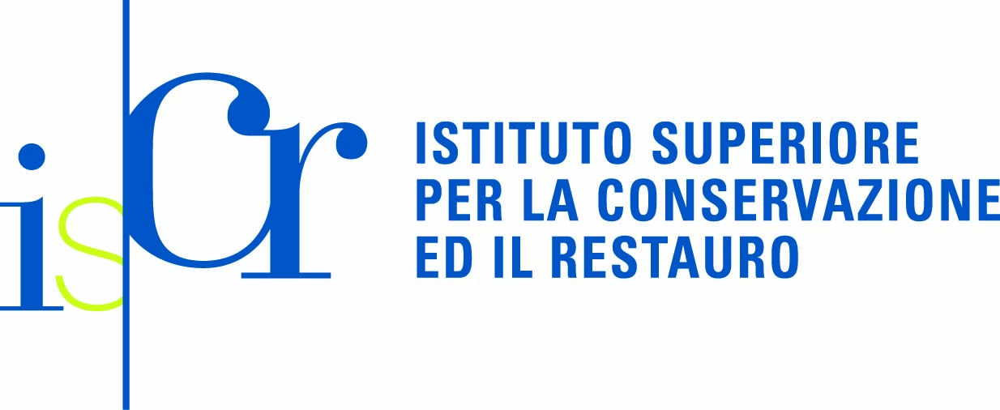 isCr
ISTITUTO SUPERIORE
PER LA CONSERVAZIONE
ED IL RESTAURO